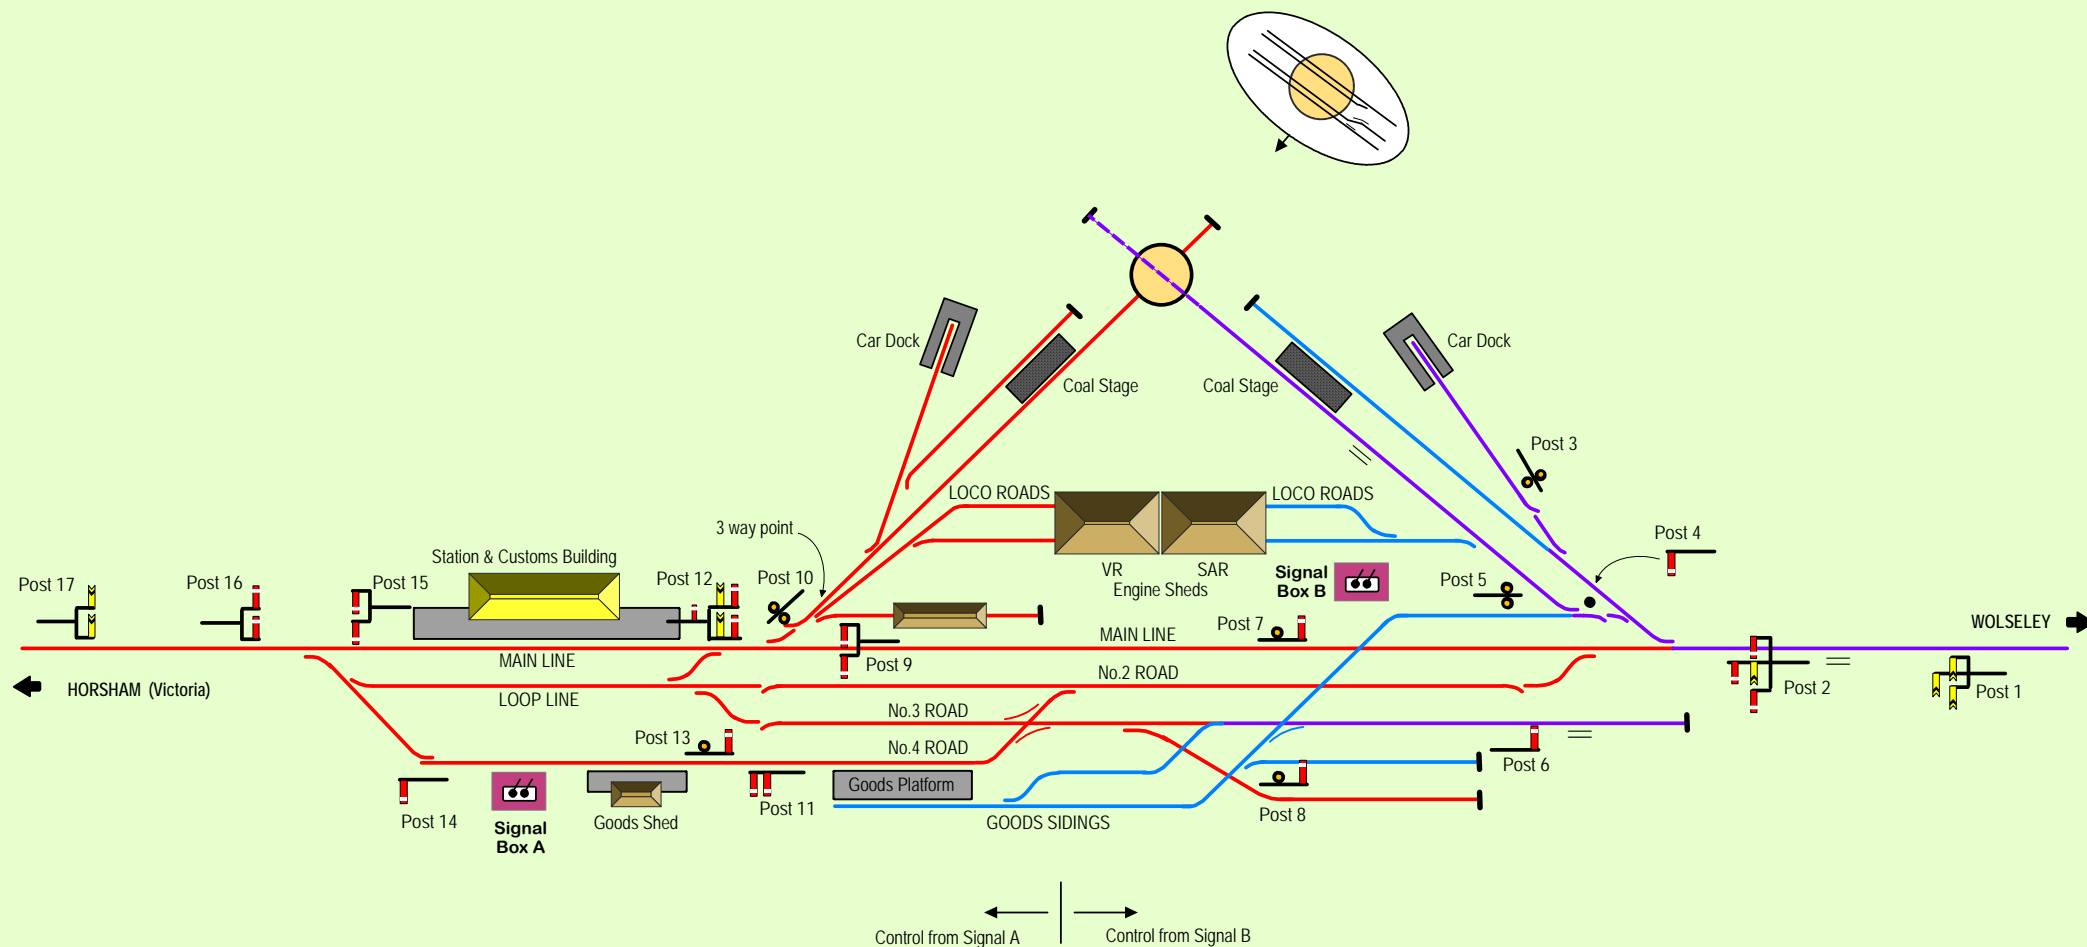 Car Dock
Coal Stage
Coal Stage
Car Dock
Post 3
LOCO ROADS
LOCO ROADS
3 way point
Post 4
Station & Customs Building
Post 17
Post 16
Post 15
Post 12
Post 10
VR
SAR
Engine Sheds
Signal
Box B
Post 5
Post 7
WOLSELEY
MAIN LINE
MAIN LINE
Post 9
No.2 ROAD
HORSHAM (Victoria)
LOOP LINE
Post 2
Post 1
No.3 ROAD
Post 13
No.4 ROAD
Post 6
Post 14
Signal
Box A
Goods Shed
Post 11
Goods Platform
GOODS SIDINGS
Post 8
Control from Signal A
Control from Signal B